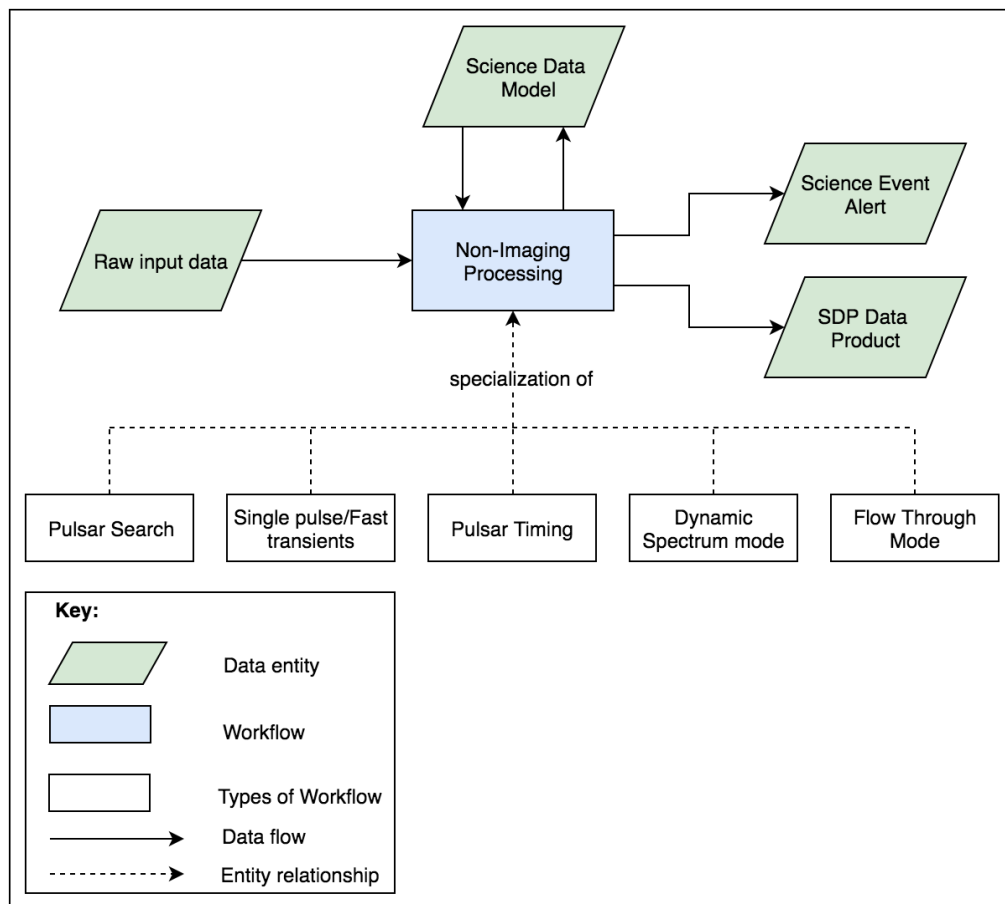 Science Data
Model
Science Event
Alert
Raw input data
Non-Imaging
Processing
SDP Data
Product
specialization of
Pulsar Search
Single pulse/Fast
transients
Pulsar Timing
Dynamic
Spectrum mode
Flow Through
Mode
Key:
Data entity
Workflow
Types of Workflow
Data flow
Entity relationship